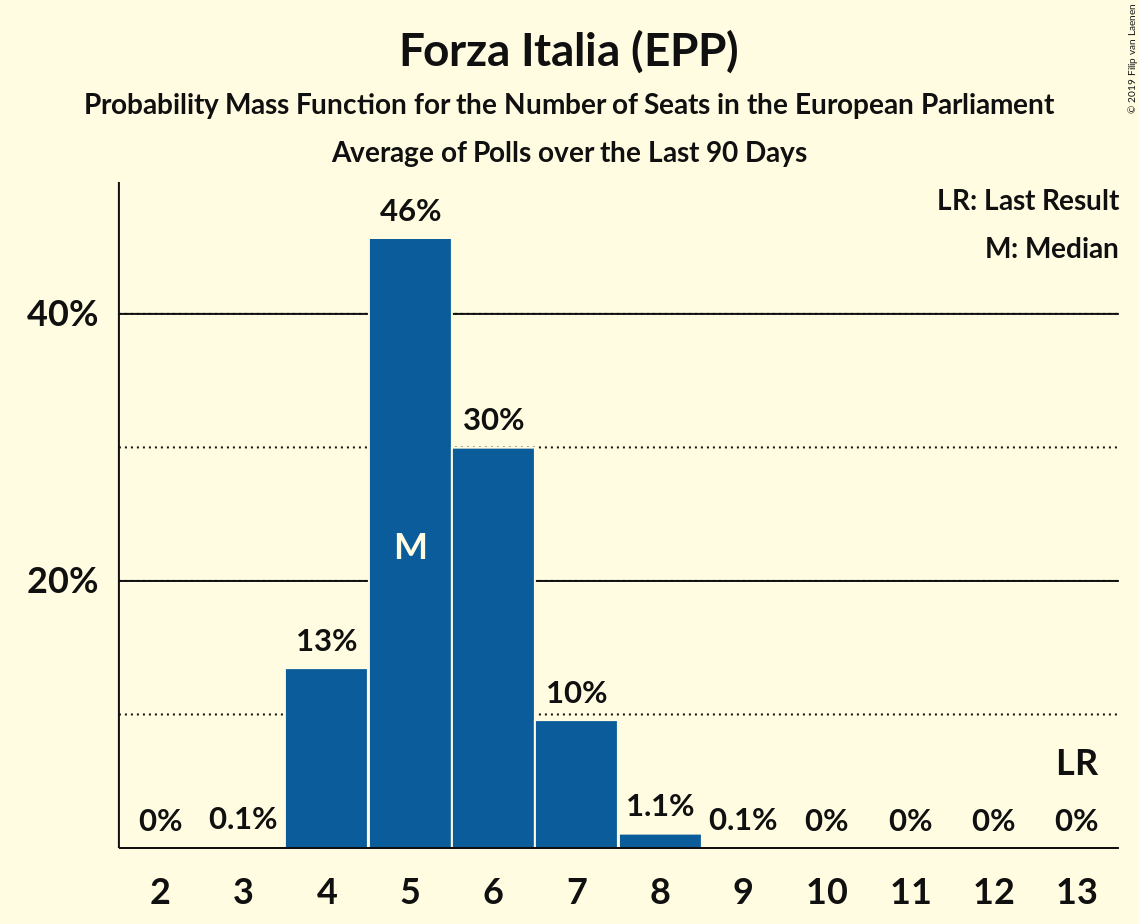 Forza Italia (EPP)
Probability Mass Function for the Number of Seats in the European Parliament
Average of Polls over the Last 90 Days
© 2019 Filip van Laenen
LR: Last Result
M: Median
46%
40%
30%
M
20%
13%
10%
LR
0% 0.1% 1.1% 0.1% 0% 0% 0% 0%
2 3 4 5 6 7 8 9 10 11 12 13